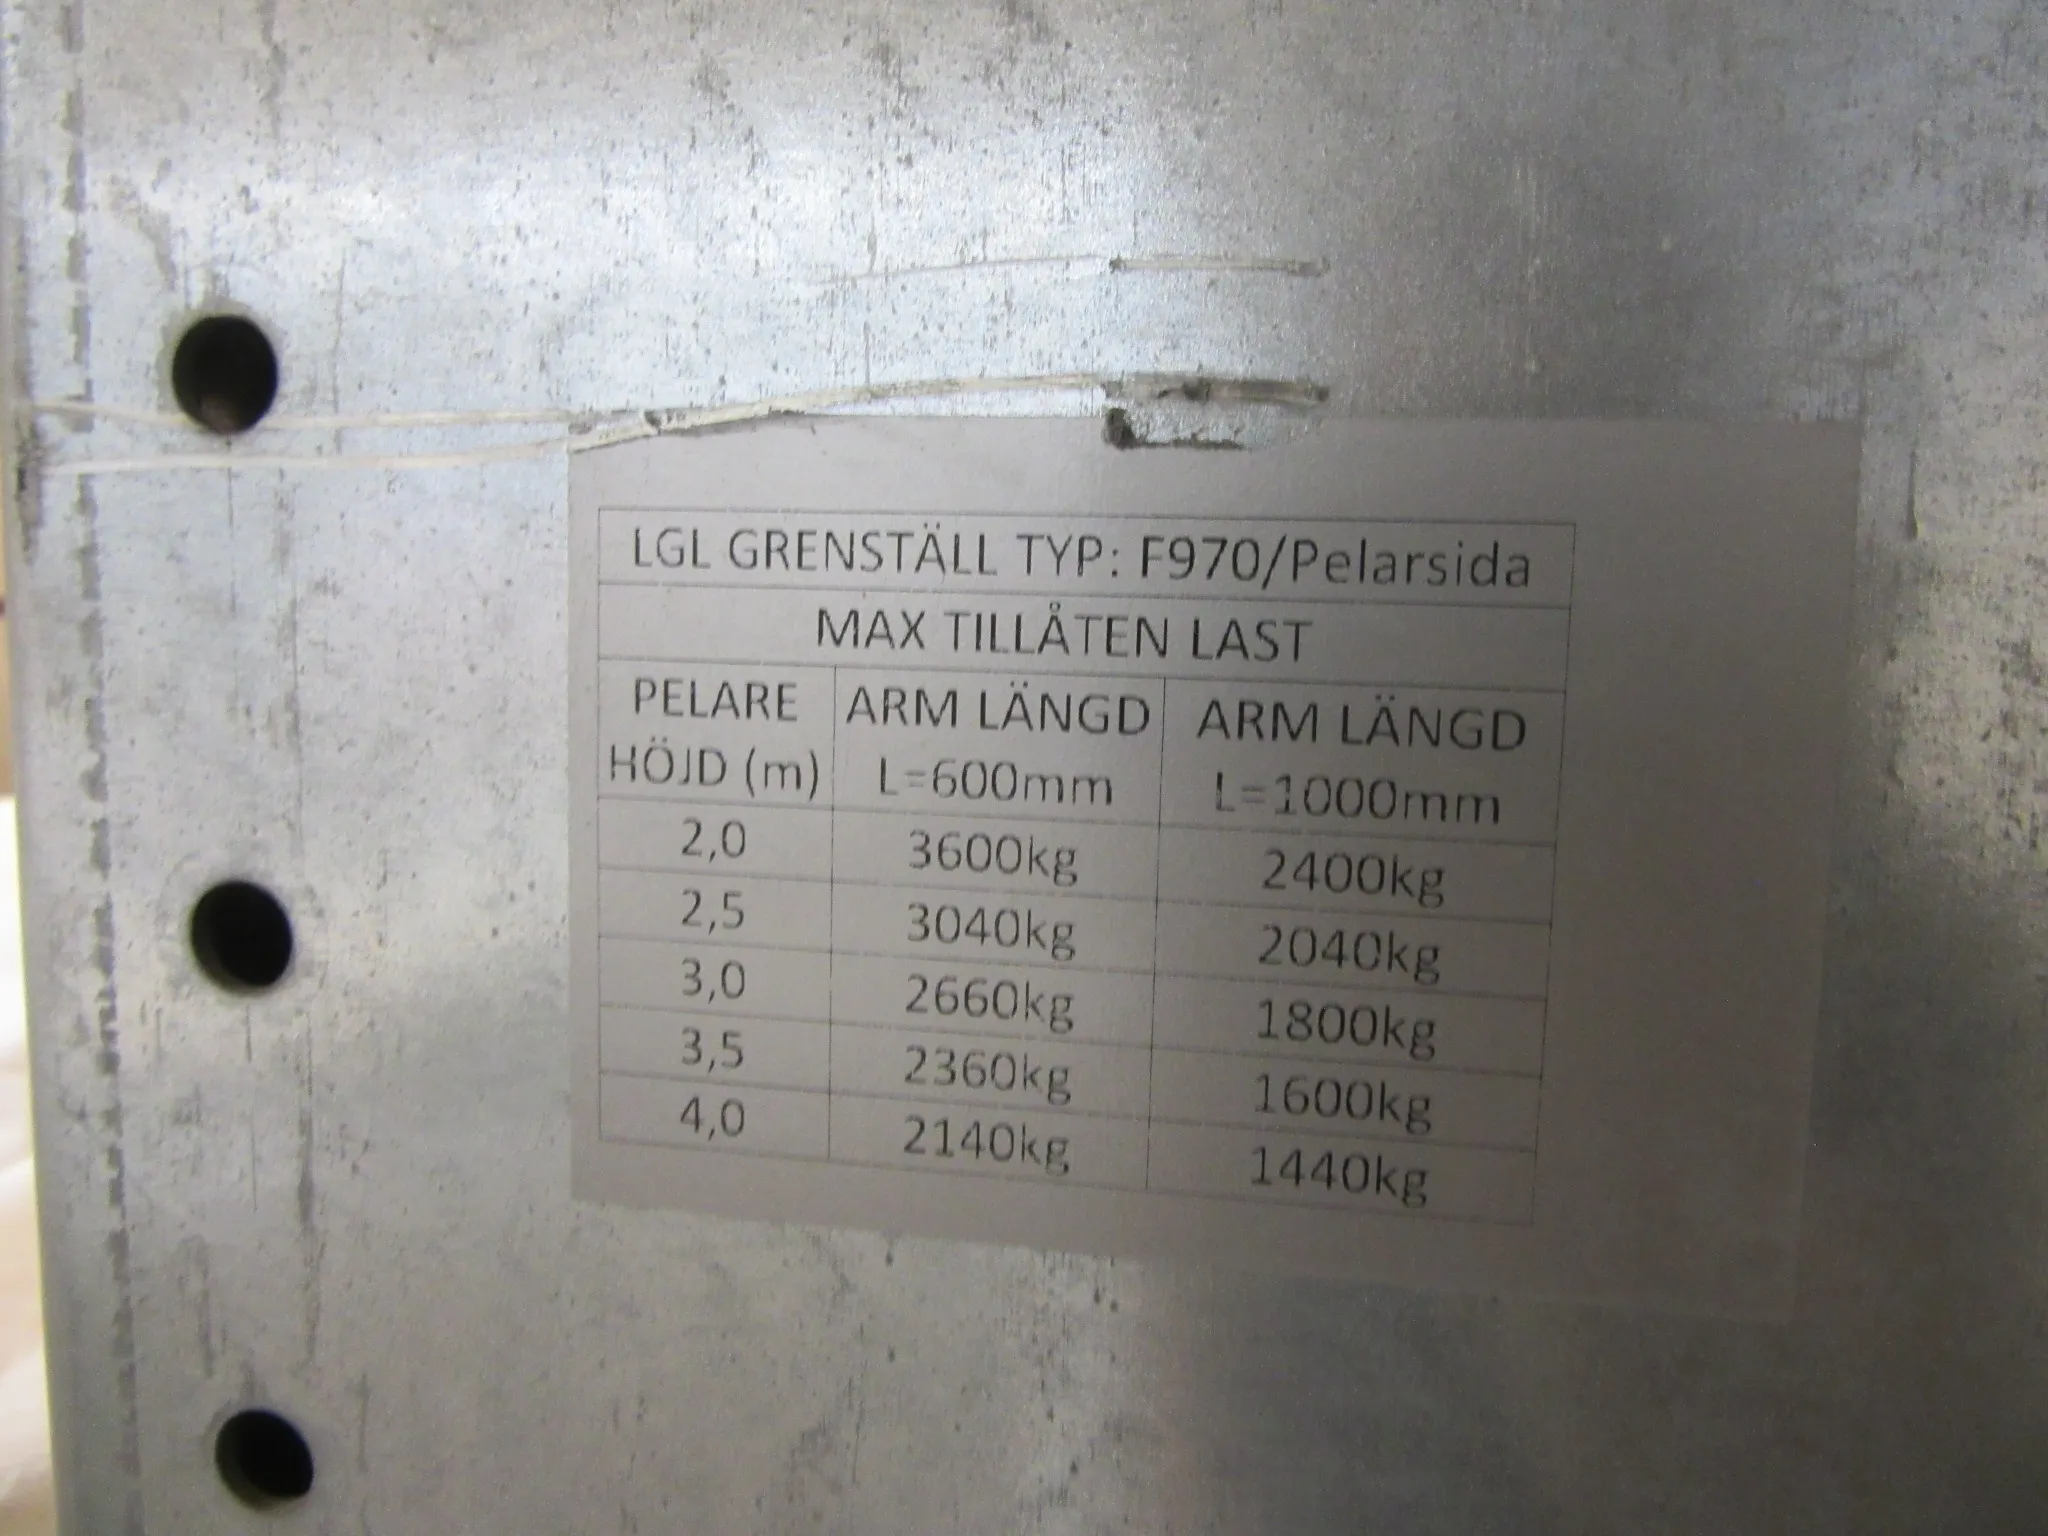 LGL GRENSTÄLL TYP: F970/Pelarsida
MAX TILLÅTEN LAST
PELARE HÖJD (m) ARM LÄNGD L=600mm ARM LÄNGD L=1000mm
2,0 3600kg 2400kg
2,5 3040kg 2040kg
3,0 2660kg 1800kg
3,5 2360kg 1600kg
4,0 2140kg 1440kg